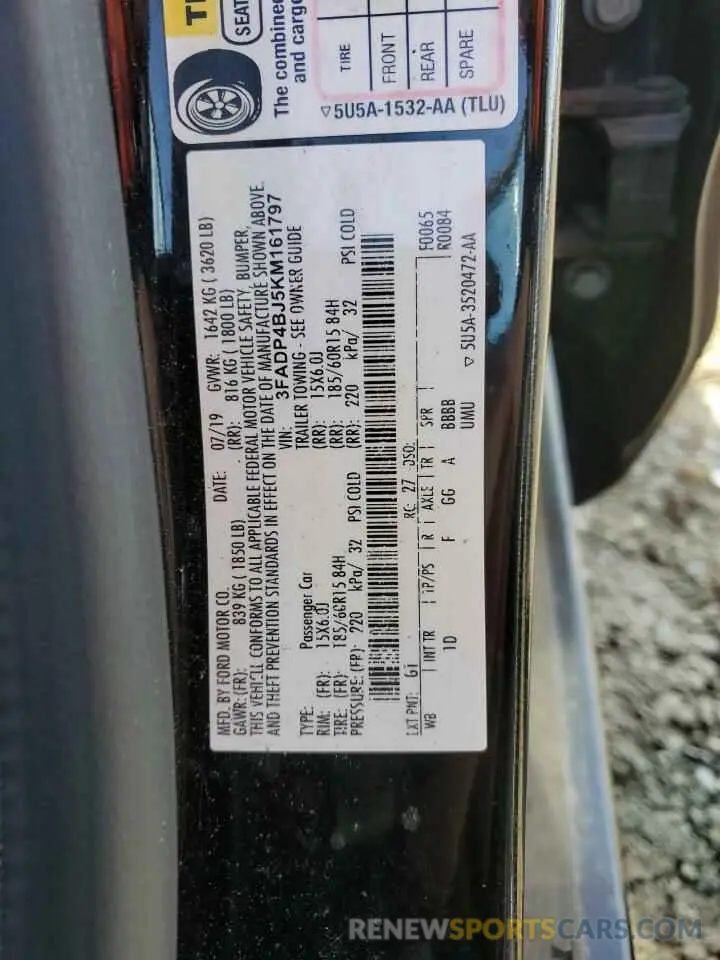 TI
SEAT
The combined
and cargo
TIRE
FRONT
REAR
SPARE
▽5U5A-1532-AA (TLU)
MFD. BY FORD MOTOR CO. DATE: 07/19 GVWR: 1642 KG ( 3620 LB)
GAWR: (FR): 839 KG ( 1850 LB) (RR): 816 KG ( 1800 LB)
THIS VEHICLE CONFORMS TO ALL APPLICABLE FEDERAL MOTOR VEHICLE SAFETY, BUMPER,
AND THEFT PREVENTION STANDARDS IN EFFECT ON THE DATE OF MANUFACTURE SHOWN ABOVE.
VIN: 3FADP4BJ5KM161797
TYPE: Passenger Car TRAILER TOWING - SEE OWNER GUIDE
RIM: (FR): 15X6.0J (RR): 15X6.0J
TIRE: (FR): 185/60R15 84H (RR): 185/60R15 84H
PRESSURE: (FR): 220 kPa/ 32 PSI COLD (RR): 220 kPa/ 32 PSI COLD
EXT PNT: G1 RC: 27 DSO: F0065
WB INT TR TP/PS R AXLE TR SPR R0084
1D F GG A BBBB
UMU
▽ 5U5A-3520472-AA
RENEWSPORTSCARS.COM